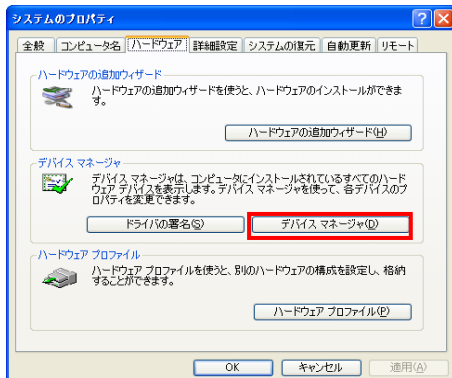 システムのプロパティ
全般 コンピュータ名 ハードウェア 詳細設定 システムの復元 自動更新 リモート
ハードウェアの追加ウィザード
ハードウェアの追加ウィザードを使うと、ハードウェアのインストールができま
す。
ハードウェアの追加ウィザード(H)
デバイス マネージャ
デバイス マネージャは、コンピュータにインストールされているすべてのハード
ウェア デバイスを表示します。デバイス マネージャを使って、各デバイスのプ
ロパティを変更できます。
ドライバの署名(S) デバイス マネージャ(D)
ハードウェア プロファイル
ハードウェア プロファイルを使うと、別のハードウェアの構成を設定し、格納
することができます。
ハードウェア プロファイル(P)
OK キャンセル 適用(A)